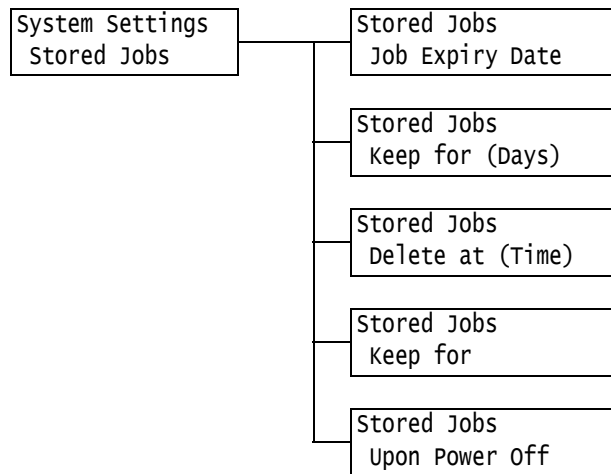 System Settings
Stored Jobs
Stored Jobs
Job Expiry Date
Stored Jobs
Keep for (Days)
Stored Jobs
Delete at (Time)
Stored Jobs
Keep for
Stored Jobs
Upon Power Off